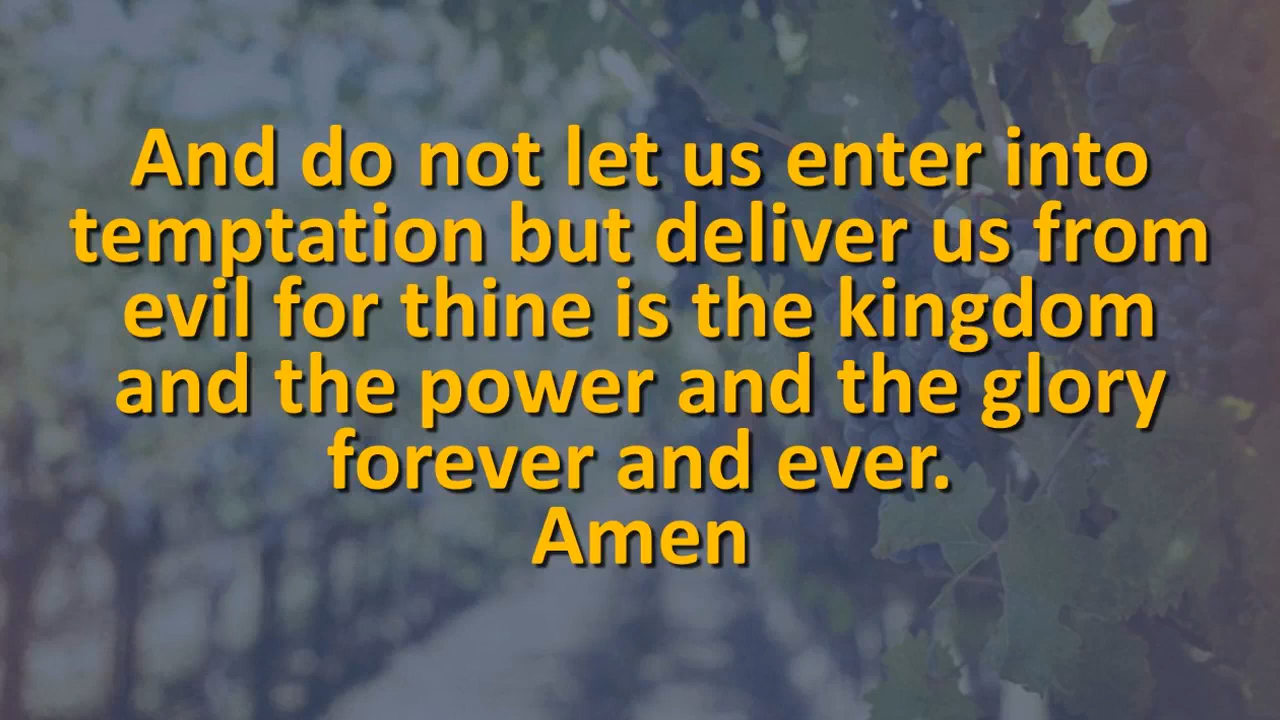 And do not let us enter into
temptation but deliver us from
evil for thine is the kingdom
and the power and the glory
forever and ever.
Amen